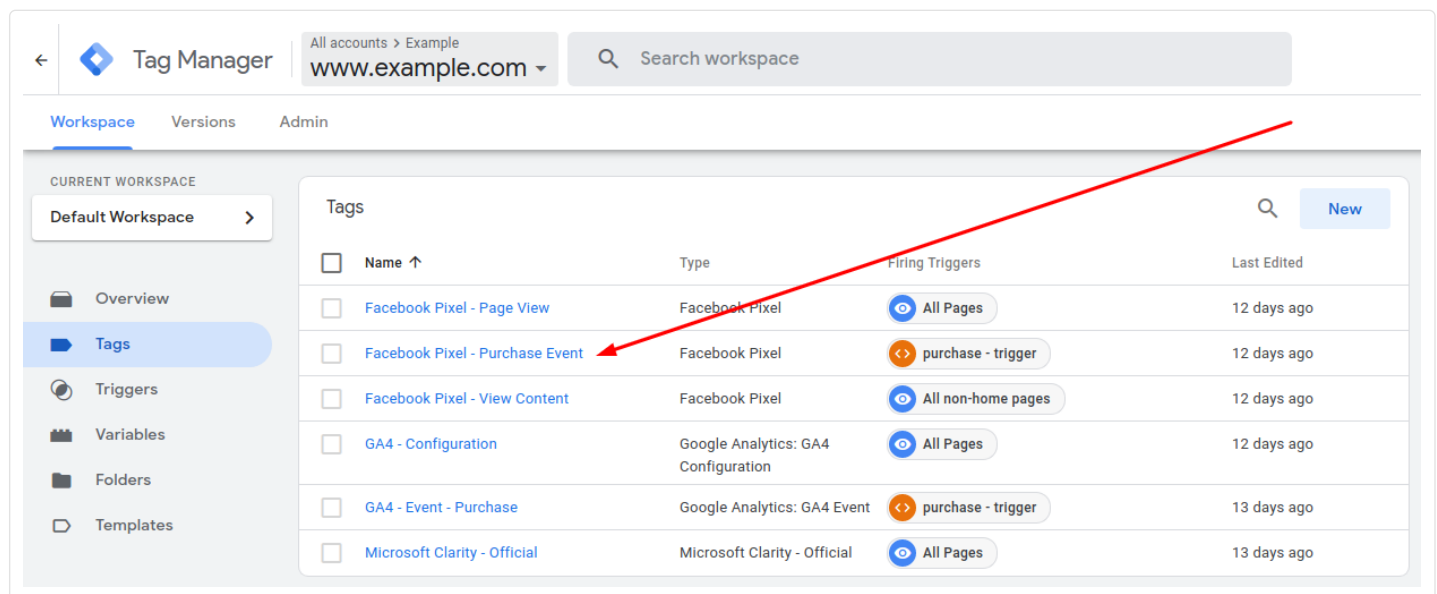 Tag Manager
All accounts > Example
www.example.com
Search workspace
Workspace Versions Admin
CURRENT WORKSPACE
Default Workspace
Overview
Tags
Triggers
Variables
Folders
Templates
Tags
New
Name ↑ Type Firing Triggers Last Edited
Facebook Pixel - Page View Facebook Pixel All Pages 12 days ago
Facebook Pixel - Purchase Event Facebook Pixel purchase - trigger 12 days ago
Facebook Pixel - View Content Facebook Pixel All non-home pages 12 days ago
GA4 - Configuration Google Analytics: GA4 All Pages 12 days ago
Configuration
GA4 - Event - Purchase Google Analytics: GA4 Event purchase - trigger 13 days ago
Microsoft Clarity - Official Microsoft Clarity - Official All Pages 13 days ago